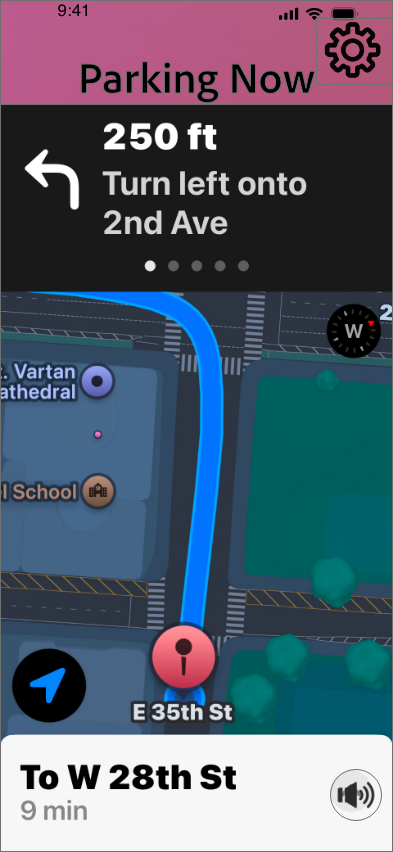 9:41
Parking Now
250 ft
Turn left onto
2nd Ave
W
2
. Vartan
athedral
l School
E 35th St
To W 28th St
9 min